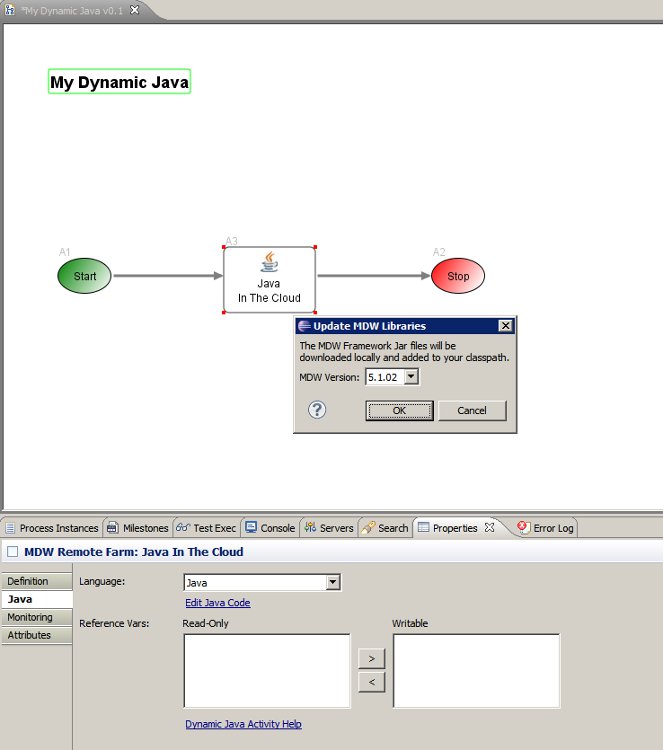 *My Dynamic Java v0.1
My Dynamic Java
A1
A3
A2
Start
Java
In The Cloud
Stop
Update MDW Libraries
The MDW Framework Jar files will be
downloaded locally and added to your classpath.
MDW Version: 5.1.02
? OK Cancel
Process Instances Milestones Test Exec Console Servers Search Properties Error Log
MDW Remote Farm: Java In The Cloud
Definition
Java
Monitoring
Attributes
Language: Java
Edit Java Code
Reference Vars: Read-Only Writable
>
<
Dynamic Java Activity Help